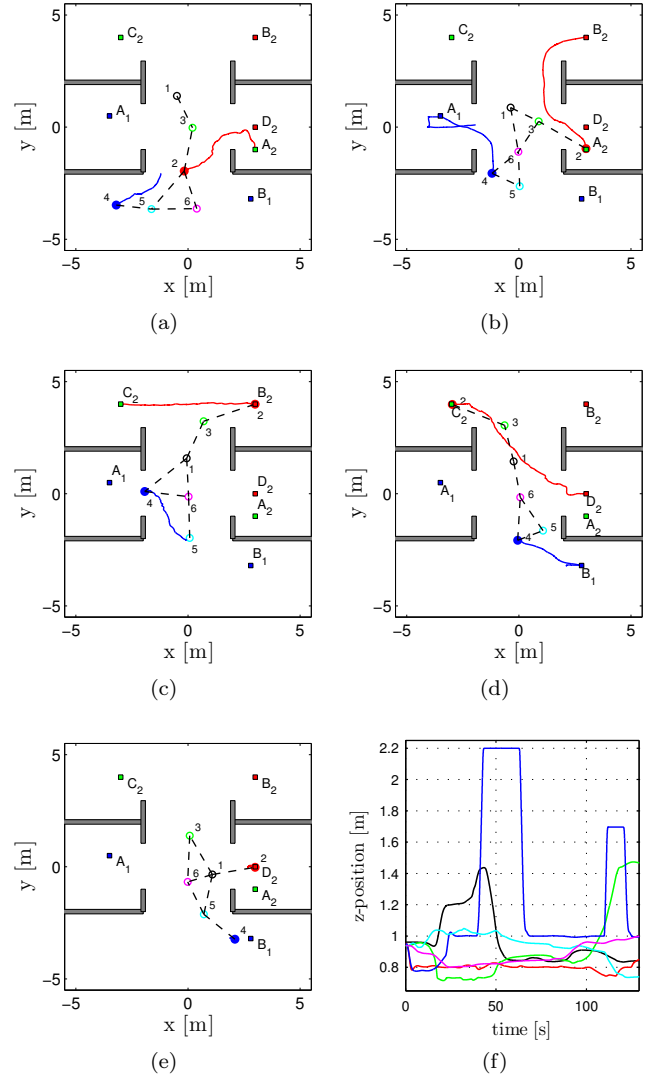 5
0
−5
y [m]
−5
0
5
x [m]
C₂
B₂
A₁
D₂
A₂
B₁
1
3
2
4
5
6
(a)
5
0
−5
y [m]
−5
0
5
x [m]
C₂
B₂
A₁
D₂
A₂
B₁
1
3
2
6
4
5
(b)
5
0
−5
y [m]
−5
0
5
x [m]
C₂
B₂
2
3
A₁
1
D₂
4
6
A₂
5
B₁
(c)
5
0
−5
y [m]
−5
0
5
x [m]
2
C₂
B₂
3
A₁
1
D₂
6
A₂
5
4
B₁
(d)
5
0
−5
y [m]
−5
0
5
x [m]
C₂
B₂
3
A₁
1
2
6
D₂
A₂
5
4
B₁
(e)
2.2
2
1.8
1.6
1.4
1.2
1
0.8
z-position [m]
0
50
100
time [s]
(f)